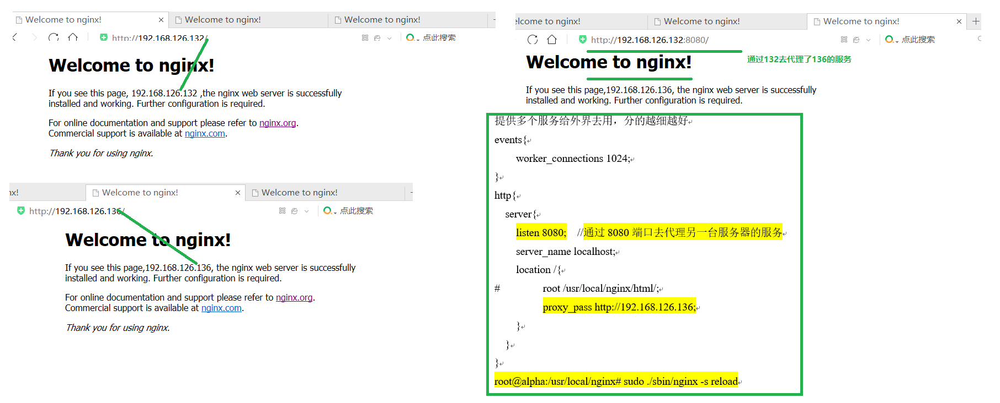 Welcome to nginx!
Welcome to nginx!
Welcome to nginx!
http://192.168.126.132/
点此搜索
Welcome to nginx!
If you see this page, 192.168.126.132 ,the nginx web server is successfully
installed and working. Further configuration is required.
For online documentation and support please refer to nginx.org.
Commercial support is available at nginx.com.
Thank you for using nginx.
x!
Welcome to nginx!
Welcome to nginx!
http://192.168.126.136/
点此搜索
Welcome to nginx!
If you see this page,192.168.126.136, the nginx web server is successfully
installed and working. Further configuration is required.
For online documentation and support please refer to nginx.org.
Commercial support is available at nginx.com.
Thank you for using nginx.
elcome to nginx!
Welcome to nginx!
Welcome to nginx!
http://192.168.126.132:8080/
点此搜索
通过132去代理了136的服务
Welcome to nginx!
If you see this page,192.168.126.136, the nginx web server is successfully
installed and working. Further configuration is required.
提供多个服务给外界去用，分的越细越好
events{
worker_connections 1024;
}
http{
server{
listen 8080; //通过 8080 端口去代理另一台服务器的服务
server_name localhost;
location /{
# root /usr/local/nginx/html/;
proxy_pass http://192.168.126.136;
}
}
}
root@alpha:/usr/local/nginx# sudo ./sbin/nginx -s reload